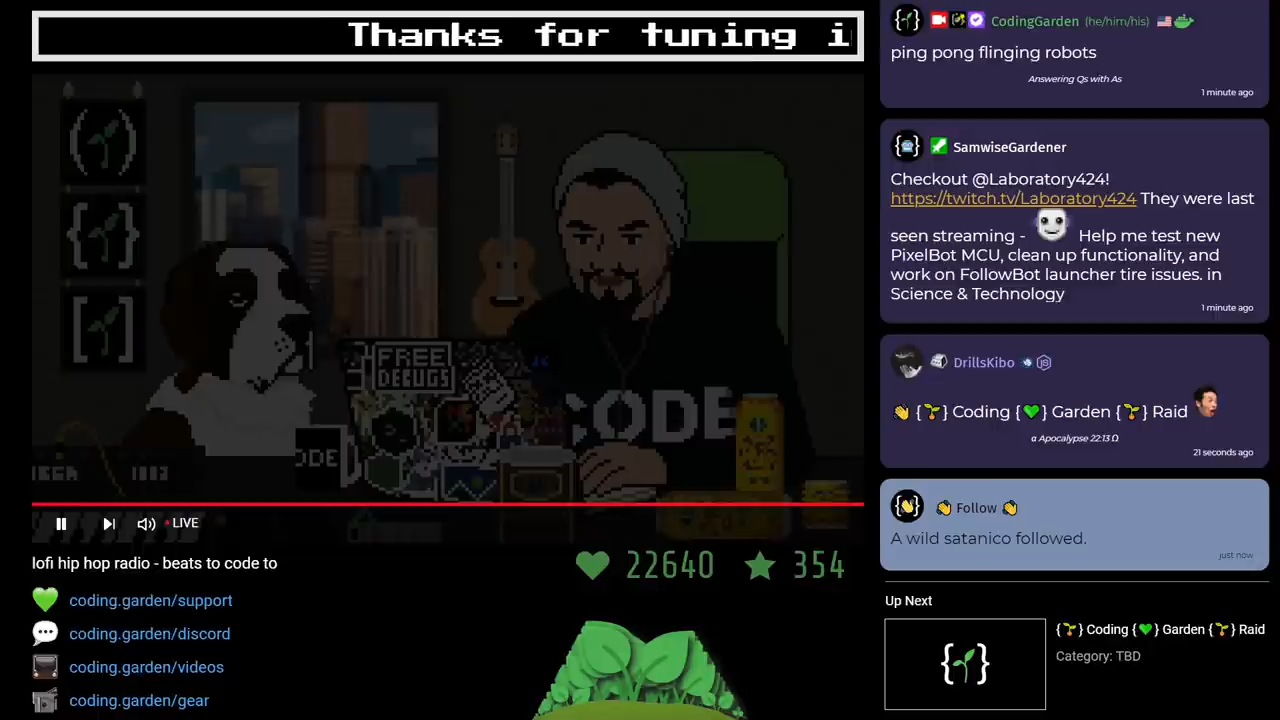 Thanks for tuning i
FREE
DEBUGS
CODE
ODE
LIVE
lofi hip hop radio - beats to code to
22640
354
coding.garden/support
coding.garden/discord
coding.garden/videos
coding.garden/gear
CodingGarden (he/him/his)
ping pong flinging robots
Answering Qs with As
1 minute ago
SamwiseGardener
Checkout @Laboratory424!
https://twitch.tv/Laboratory424 They were last
seen streaming - Help me test new
PixelBot MCU, clean up functionality, and
work on FollowBot launcher tire issues. in
Science & Technology
1 minute ago
DrillsKibo
👋 {🌱} Coding {💚} Garden {🌱} Raid
α Apocalypse 22:13 Ω
21 seconds ago
👋 Follow 👋
A wild satanico followed.
just now
Up Next
{🌱} Coding {💚} Garden {🌱} Raid
Category: TBD